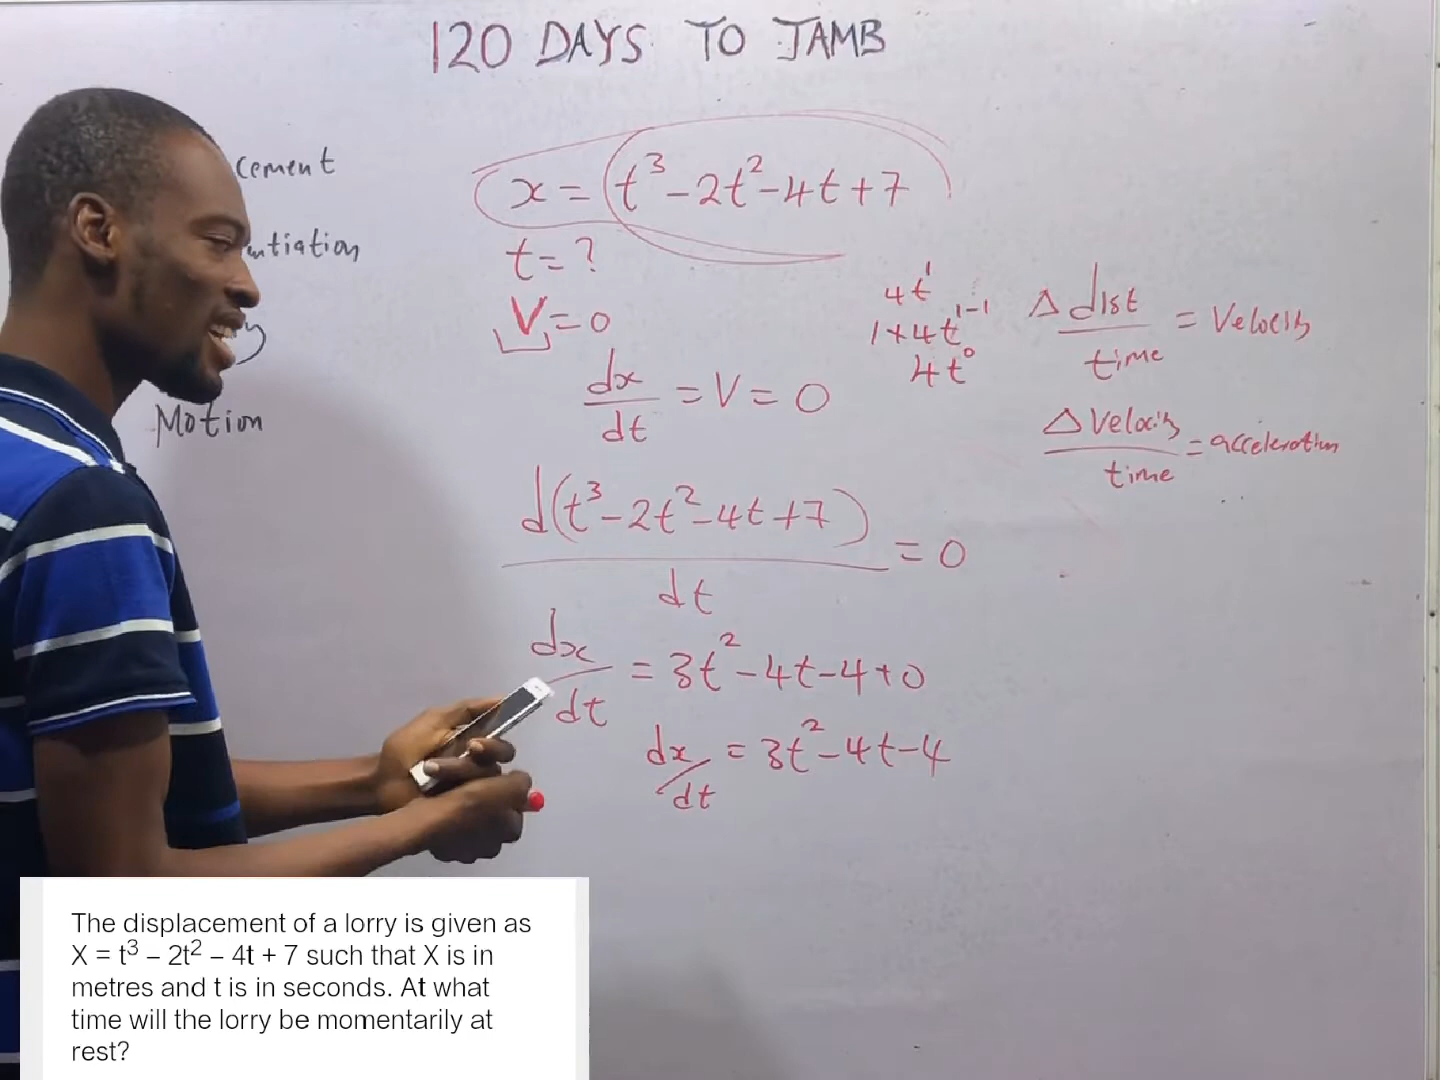 120 DAYS TO JAMB
cement
ntiation
Motion
x = t³ - 2t² - 4t + 7
t = ?
V = 0
dx/dt = V = 0
d(t³ - 2t² - 4t + 7)/dt = 0
dx/dt = 3t² - 4t - 4 + 0
dx/dt = 3t² - 4t - 4
4t¹
1 + 4t¹⁻¹
4t⁰
Δ dist/time = Velocity
Δ Velocity/time = acceleration
The displacement of a lorry is given as
X = t³ – 2t² – 4t + 7 such that X is in
metres and t is in seconds. At what
time will the lorry be momentarily at
rest?